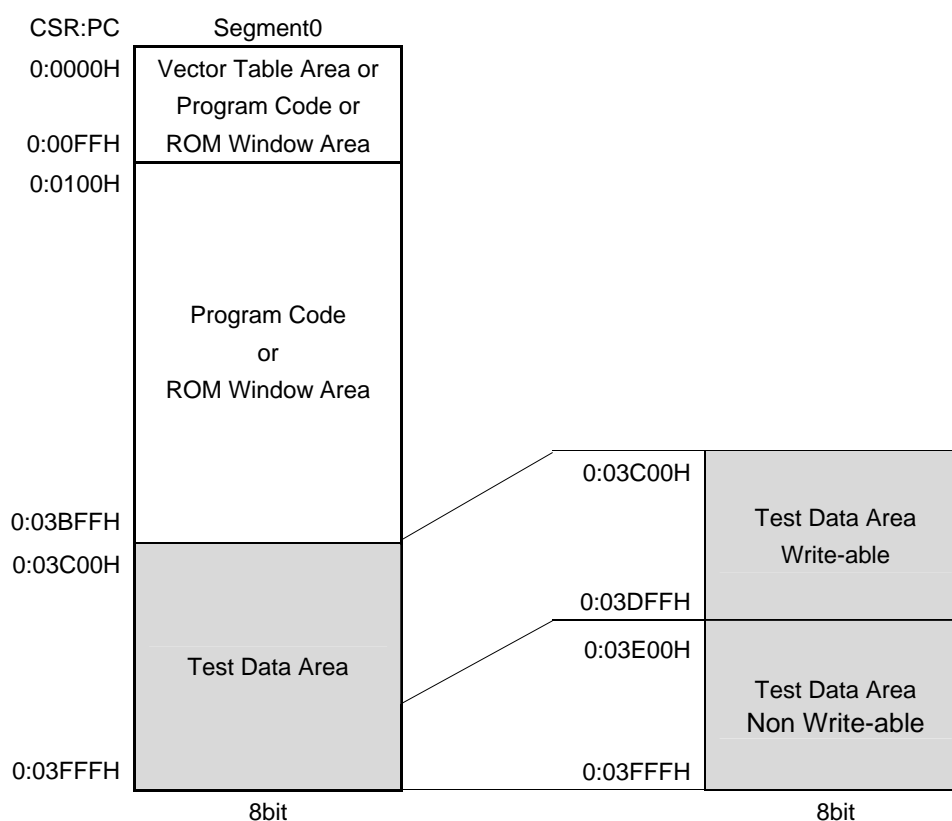 CSR:PC Segment0
0:0000H Vector Table Area or
Program Code or
0:00FFH ROM Window Area
0:0100H
Program Code
or
ROM Window Area
0:03BFFH
0:03C00H
Test Data Area
0:03FFFH
8bit
0:03C00H
Test Data Area
Write-able
0:03DFFH
0:03E00H
Test Data Area
Non Write-able
0:03FFFH
8bit